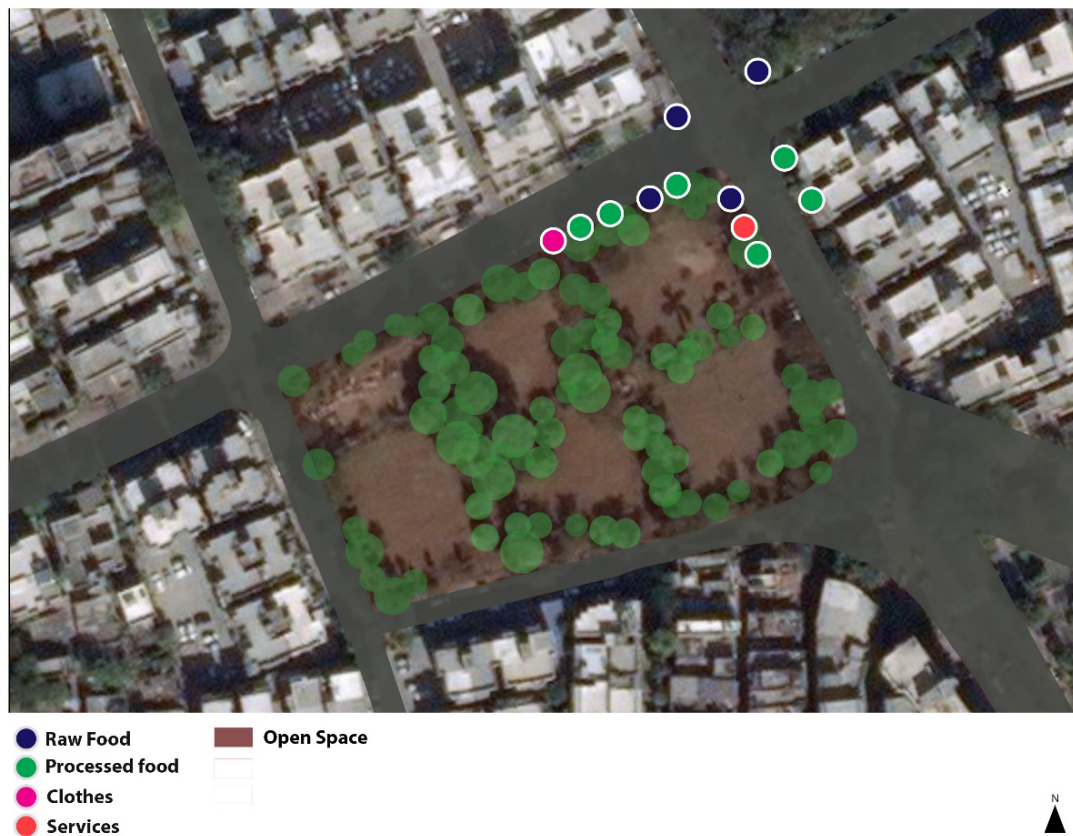 Raw Food
Open Space
Processed food
Clothes
Services
N